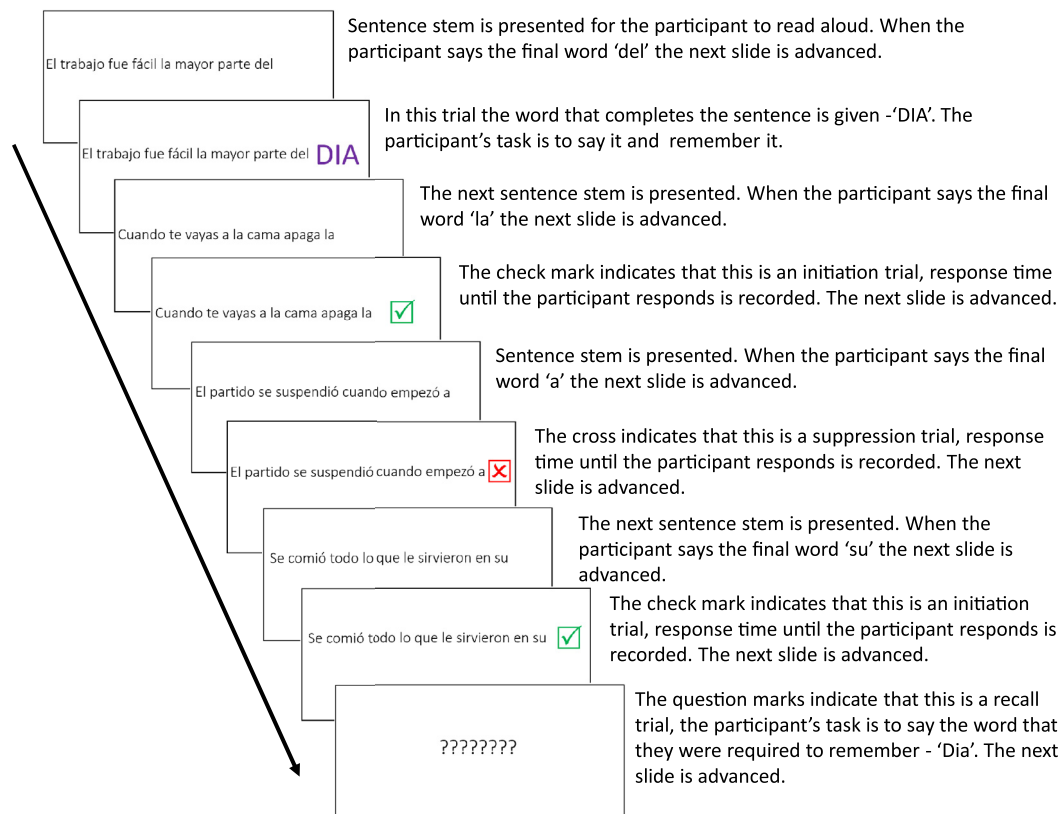 Sentence stem is presented for the participant to read aloud. When the
participant says the final word ‘del’ the next slide is advanced.
El trabajo fue fácil la mayor parte del
In this trial the word that completes the sentence is given -‘DIA’. The
participant’s task is to say it and  remember it.
El trabajo fue fácil la mayor parte del DIA
The next sentence stem is presented. When the participant says the final
word ‘la’ the next slide is advanced.
Cuando te vayas a la cama apaga la
The check mark indicates that this is an initiation trial, response time
until the participant responds is recorded. The next slide is advanced.
Cuando te vayas a la cama apaga la
Sentence stem is presented. When the participant says the final
word ‘a’ the next slide is advanced.
El partido se suspendió cuando empezó a
The cross indicates that this is a suppression trial, response
time until the participant responds is recorded. The next
slide is advanced.
El partido se suspendió cuando empezó a
The next sentence stem is presented. When the
participant says the final word ‘su’ the next slide is
advanced.
Se comió todo lo que le sirvieron en su
The check mark indicates that this is an initiation
trial, response time until the participant responds is
recorded. The next slide is advanced.
Se comió todo lo que le sirvieron en su
The question marks indicate that this is a recall
trial, the participant’s task is to say the word that
they were required to remember - ‘Dia’. The next
slide is advanced.
????????